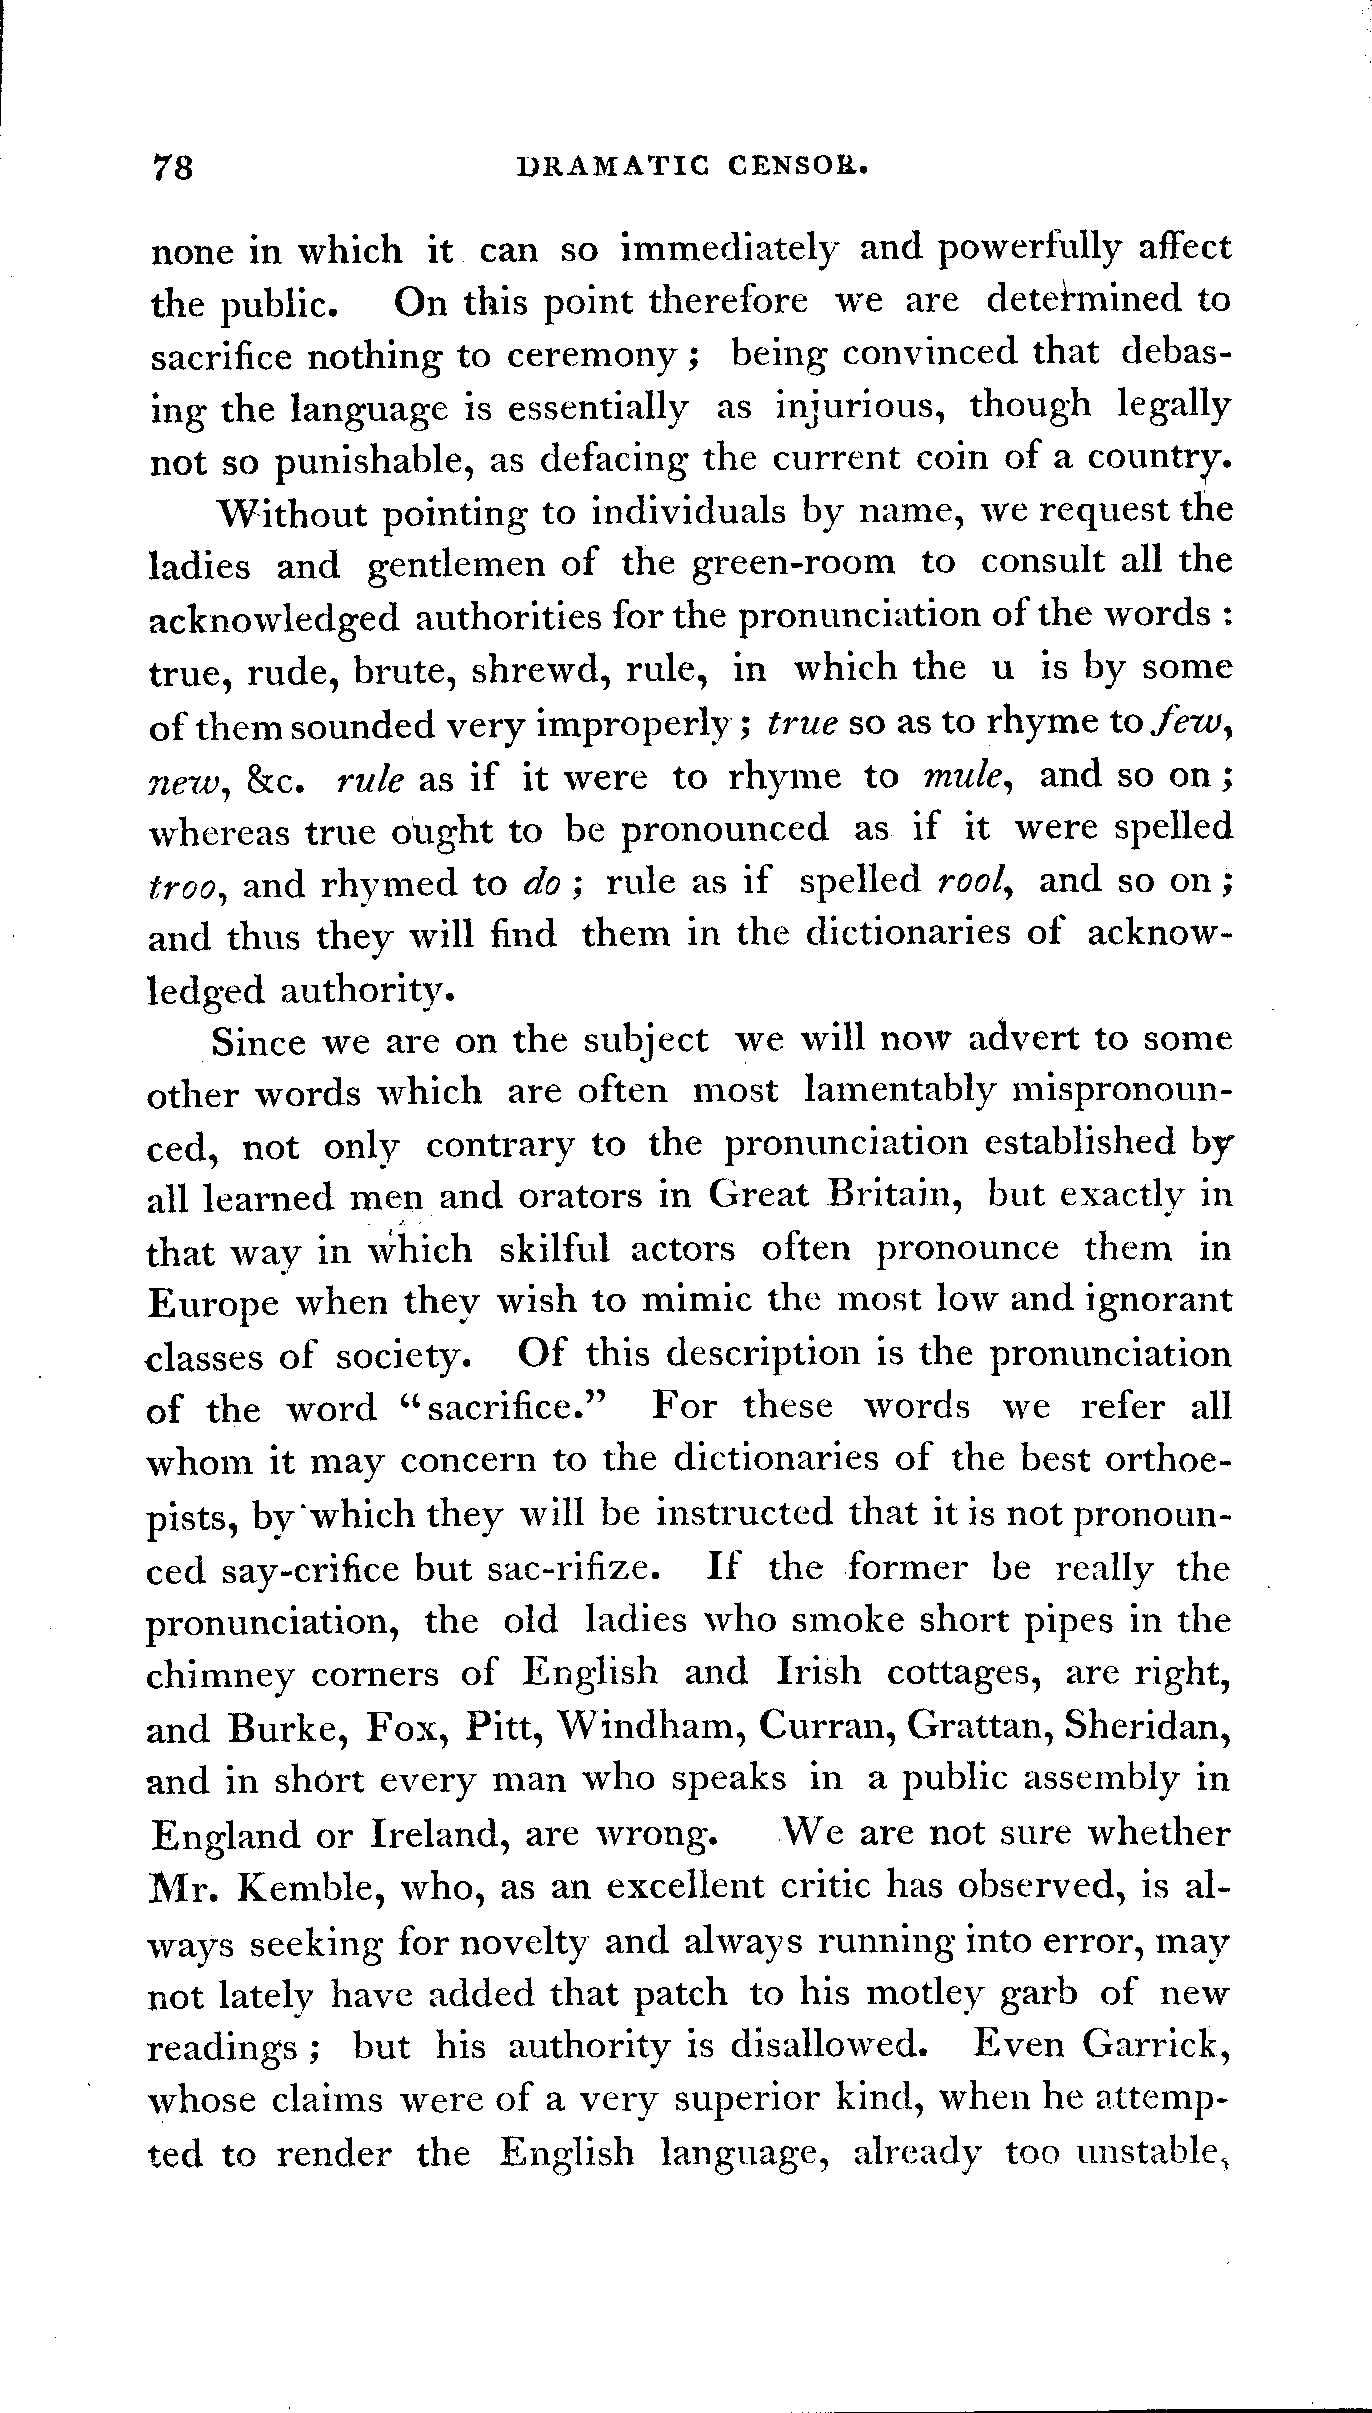 78 DRAMATIC CENSOR.
none in which it can so immediately and powerfully affect
the public. On this point therefore we are determined to
sacrifice nothing to ceremony; being convinced that debas-
ing the language is essentially as injurious, though legally
not so punishable, as defacing the current coin of a country.
Without pointing to individuals by name, we request the
ladies and gentlemen of the green-room to consult all the
acknowledged authorities for the pronunciation of the words:
true, rude, brute, shrewd, rule, in which the u is by some
of them sounded very improperly; true so as to rhyme to few,
new, &c. rule as if it were to rhyme to mule, and so on;
whereas true ought to be pronounced as if it were spelled
troo, and rhymed to do; rule as if spelled rool, and so on;
and thus they will find them in the dictionaries of acknow-
ledged authority.
Since we are on the subject we will now advert to some
other words which are often most lamentably mispronoun-
ced, not only contrary to the pronunciation established by
all learned men and orators in Great Britain, but exactly in
that way in which skilful actors often pronounce them in
Europe when they wish to mimic the most low and ignorant
classes of society. Of this description is the pronunciation
of the word "sacrifice." For these words we refer all
whom it may concern to the dictionaries of the best orthoe-
pists, by which they will be instructed that it is not pronoun-
ced say-crifice but sac-rifize. If the former be really the
pronunciation, the old ladies who smoke short pipes in the
chimney corners of English and Irish cottages, are right,
and Burke, Fox, Pitt, Windham, Curran, Grattan, Sheridan,
and in short every man who speaks in a public assembly in
England or Ireland, are wrong. We are not sure whether
Mr. Kemble, who, as an excellent critic has observed, is al-
ways seeking for novelty and always running into error, may
not lately have added that patch to his motley garb of new
readings; but his authority is disallowed. Even Garrick,
whose claims were of a very superior kind, when he attemp-
ted to render the English language, already too unstable,